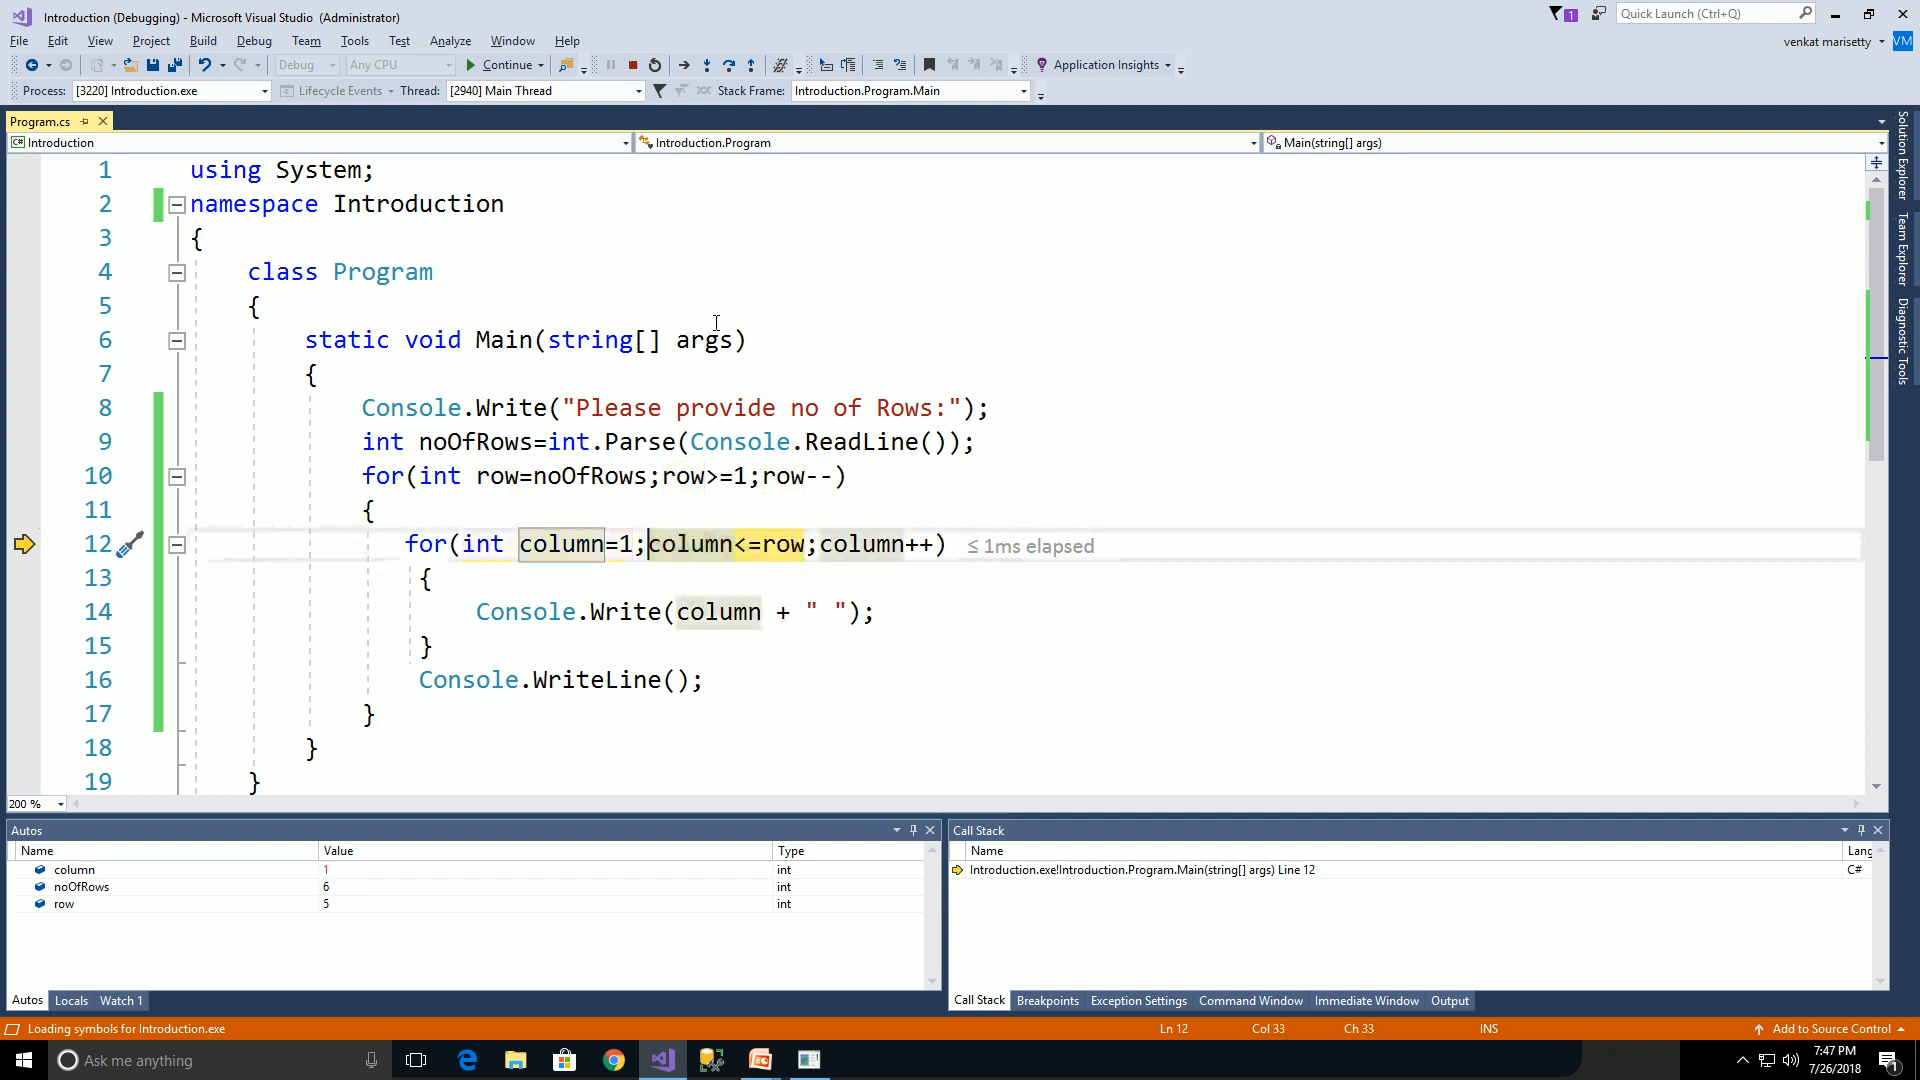 Introduction (Debugging) - Microsoft Visual Studio (Administrator)
1
Quick Launch (Ctrl+Q)
File Edit View Project Build Debug Team Tools Test Analyze Window Help
venkat marisetty VM
Debug Any CPU Continue Application Insights
Process: [3220] Introduction.exe Lifecycle Events Thread: [2940] Main Thread Stack Frame: Introduction.Program.Main
Program.cs
C# Introduction Introduction.Program Main(string[] args)
1 using System;
2 namespace Introduction
3 {
4 class Program
5 {
6 static void Main(string[] args)
7 {
8 Console.Write("Please provide no of Rows:");
9 int noOfRows=int.Parse(Console.ReadLine());
10 for(int row=noOfRows;row>=1;row--)
11 {
12 for(int column=1;column<=row;column++) ≤ 1ms elapsed
13 {
14 Console.Write(column + " ");
15 }
16 Console.WriteLine();
17 }
18 }
19 }
Solution Explorer
Team Explorer
Diagnostic Tools
200 %
Autos
Name Value Type
column 1 int
noOfRows 6 int
row 5 int
Autos Locals Watch 1
Call Stack
Name Lang
Introduction.exe!Introduction.Program.Main(string[] args) Line 12 C#
Call Stack Breakpoints Exception Settings Command Window Immediate Window Output
Loading symbols for Introduction.exe Ln 12 Col 33 Ch 33 INS Add to Source Control
Ask me anything
7:47 PM
7/26/2018
1